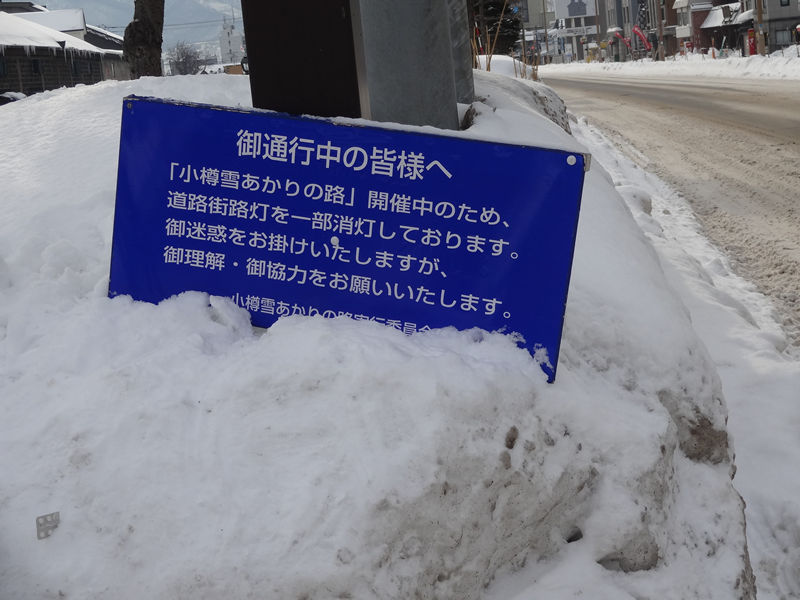 御通行中の皆様へ
「小樽雪あかりの路」開催中のため、
道路街路灯を一部消灯しております。
御迷惑をお掛けいたしますが、
御理解・御協力をお願いいたします。
小樽雪あかりの路実行委員会